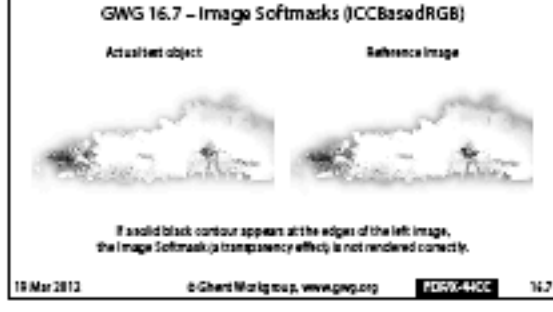 GWG 16.7 – Image Softmasks (ICCBasedRGB)
Actual test object
Reference Image
If a solid black contour appears at the edges of the left image,
the Image Softmask (a transparency effect) is not rendered correctly.
19 Mar 2012
© Ghent Workgroup, www.gwg.org
16.7